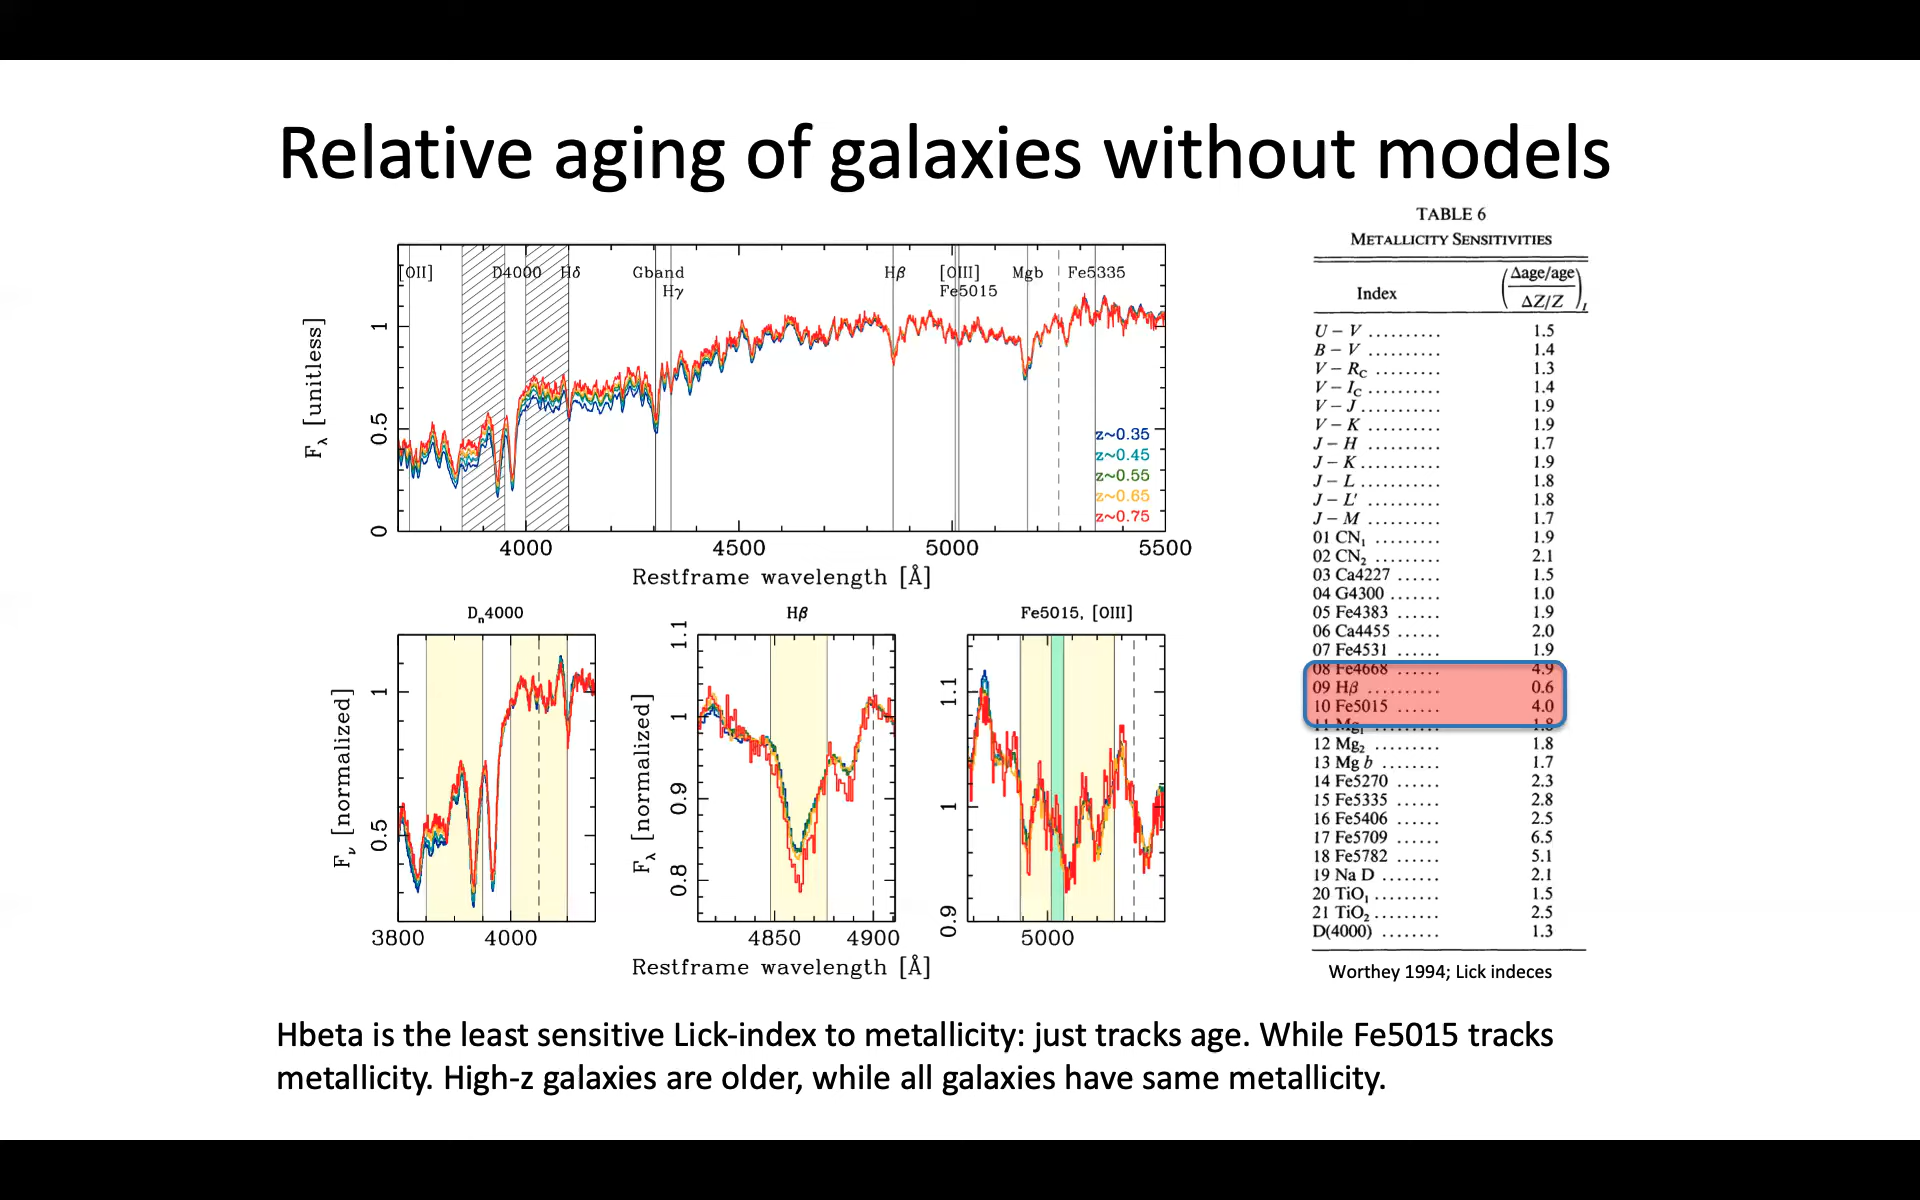 Relative aging of galaxies without models
[OII]
D4000
Hδ
Gband
Hγ
Hβ
[OIII]
Fe5015
Mgb
Fe5335
1
0.5
0
F_λ [unitless]
z~0.35
z~0.45
z~0.55
z~0.65
z~0.75
4000 4500 5000 5500
Restframe wavelength [Å]
D_n4000
1
0.5
F_ν [normalized]
3800 4000
Hβ
1.1
1
0.9
0.8
F_λ [normalized]
4850 4900
Fe5015, [OIII]
1.1
1
0.9
5000
Restframe wavelength [Å]
TABLE 6
METALLICITY SENSITIVITIES
Index (Δage/age / ΔZ/Z)_I
U − V .......... 1.5
B − V .......... 1.4
V − R_C ......... 1.3
V − I_C ......... 1.4
V − J .......... 1.9
V − K .......... 1.9
J − H .......... 1.7
J − K .......... 1.9
J − L .......... 1.8
J − L′ ......... 1.8
J − M .......... 1.7
01 CN₁ ......... 1.9
02 CN₂ ......... 2.1
03 Ca4227 ...... 1.5
04 G4300 ....... 1.0
05 Fe4383 ...... 1.9
06 Ca4455 ...... 2.0
07 Fe4531 ...... 1.9
08 Fe4668 ...... 4.9
09 Hβ .......... 0.6
10 Fe5015 ...... 4.0
11 Mg₁ ......... 1.8
12 Mg₂ ......... 1.8
13 Mg b ........ 1.7
14 Fe5270 ...... 2.3
15 Fe5335 ...... 2.8
16 Fe5406 ...... 2.5
17 Fe5709 ...... 6.5
18 Fe5782 ...... 5.1
19 Na D ........ 2.1
20 TiO₁ ......... 1.5
21 TiO₂ ......... 2.5
D(4000) ........ 1.3
Worthey 1994; Lick indeces
Hbeta is the least sensitive Lick-index to metallicity: just tracks age. While Fe5015 tracks
metallicity. High-z galaxies are older, while all galaxies have same metallicity.